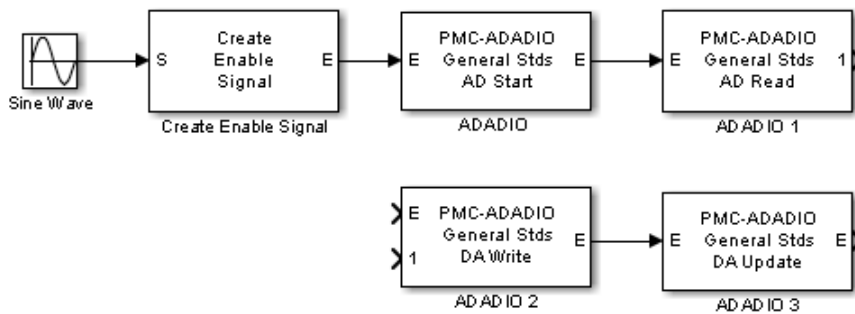 Create
Enable
Signal
S
E
Sine Wave
Create Enable Signal
PMC-ADADIO
General Stds
AD Start
E
E
ADADIO
PMC-ADADIO
General Stds
AD Read
E
1
ADADIO 1
PMC-ADADIO
General Stds
DA Write
E
1
E
ADADIO 2
PMC-ADADIO
General Stds
DA Update
E
E
ADADIO 3